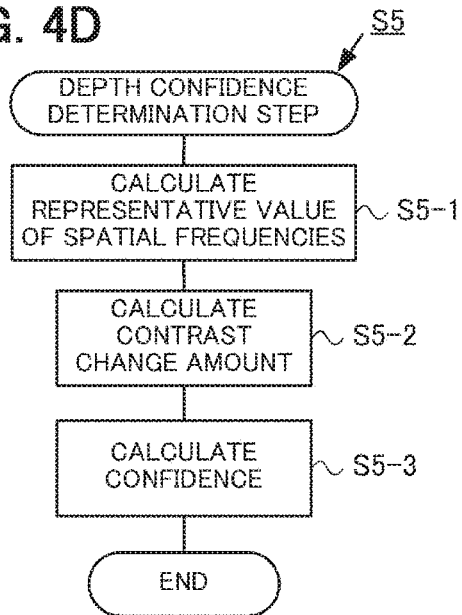 G. 4D
S5
DEPTH CONFIDENCE
DETERMINATION STEP
CALCULATE
REPRESENTATIVE VALUE
OF SPATIAL FREQUENCIES
S5-1
CALCULATE
CONTRAST
CHANGE AMOUNT
S5-2
CALCULATE
CONFIDENCE
S5-3
END